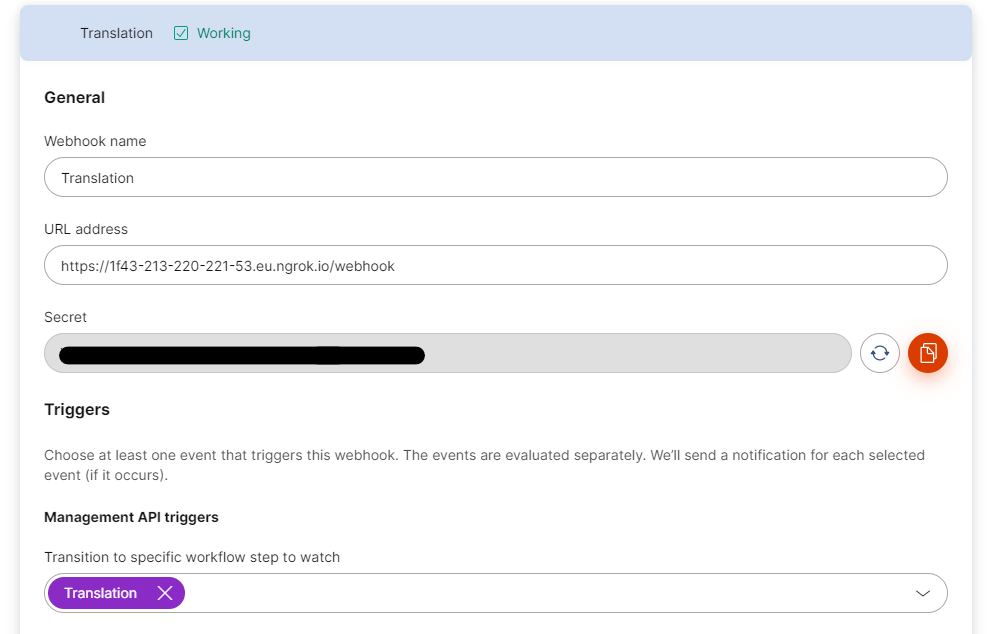 Translation Working
General
Webhook name
Translation
URL address
https://1f43-213-220-221-53.eu.ngrok.io/webhook
Secret
Triggers
Choose at least one event that triggers this webhook. The events are evaluated separately. We’ll send a notification for each selected
event (if it occurs).
Management API triggers
Transition to specific workflow step to watch
Translation